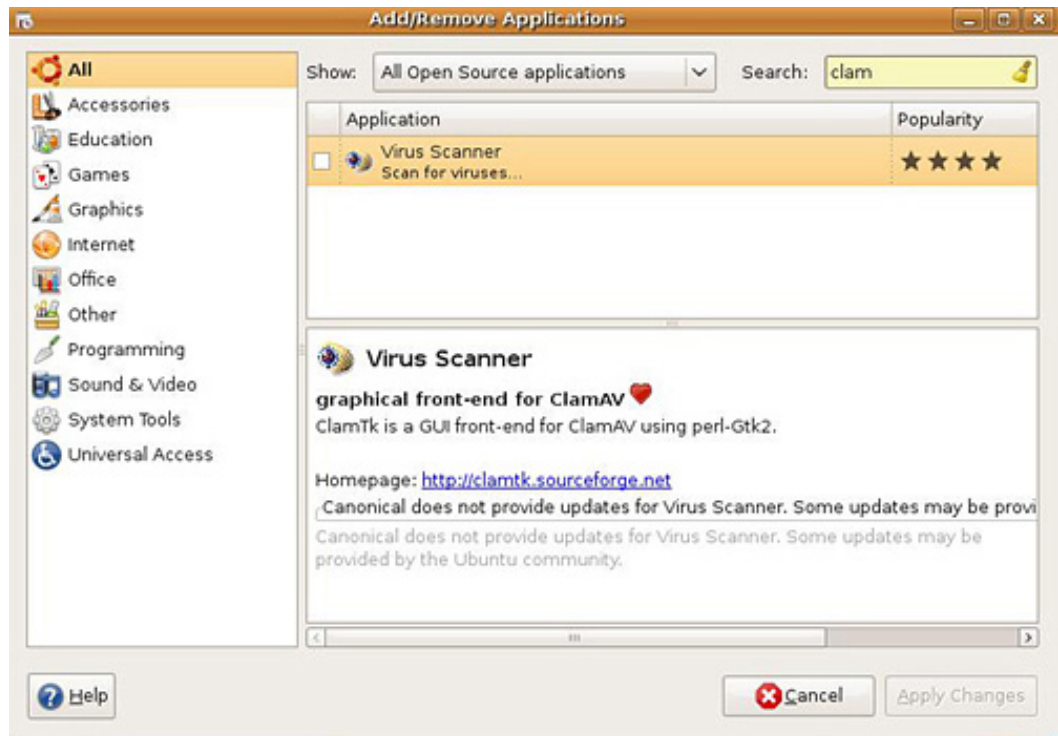 Add/Remove Applications
All
Accessories
Education
Games
Graphics
Internet
Office
Other
Programming
Sound & Video
System Tools
Universal Access
Show: All Open Source applications Search: clam
Application Popularity
Virus Scanner
Scan for viruses...
Virus Scanner
graphical front-end for ClamAV
ClamTk is a GUI front-end for ClamAV using perl-Gtk2.
Homepage: http://clamtk.sourceforge.net
Canonical does not provide updates for Virus Scanner. Some updates may be provi
Canonical does not provide updates for Virus Scanner. Some updates may be
provided by the Ubuntu community.
Help Cancel Apply Changes